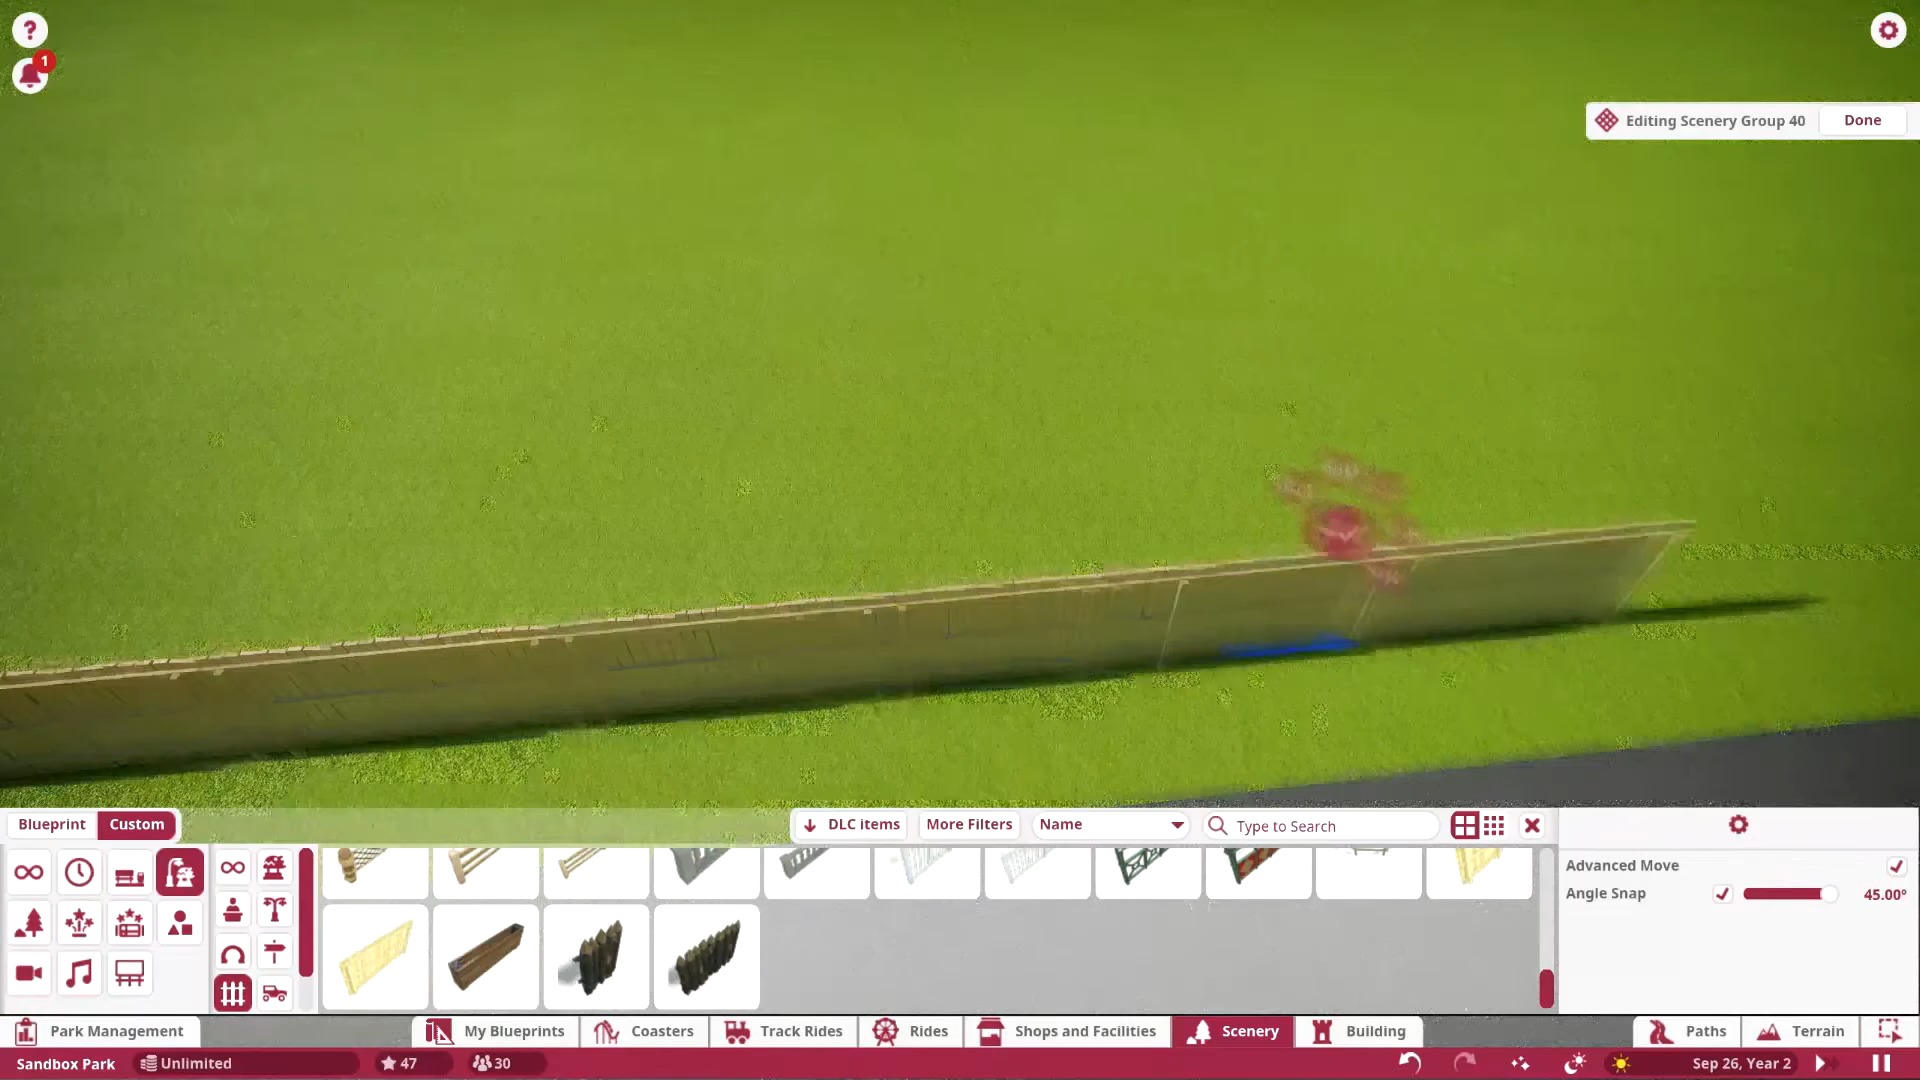 ?
1
Editing Scenery Group 40
Done
Blueprint
Custom
DLC items
More Filters
Name
Type to Search
Advanced Move
Angle Snap
45.00°
Park Management
My Blueprints
Coasters
Track Rides
Rides
Shops and Facilities
Scenery
Building
Paths
Terrain
Sandbox Park
Unlimited
47
30
Sep 26, Year 2